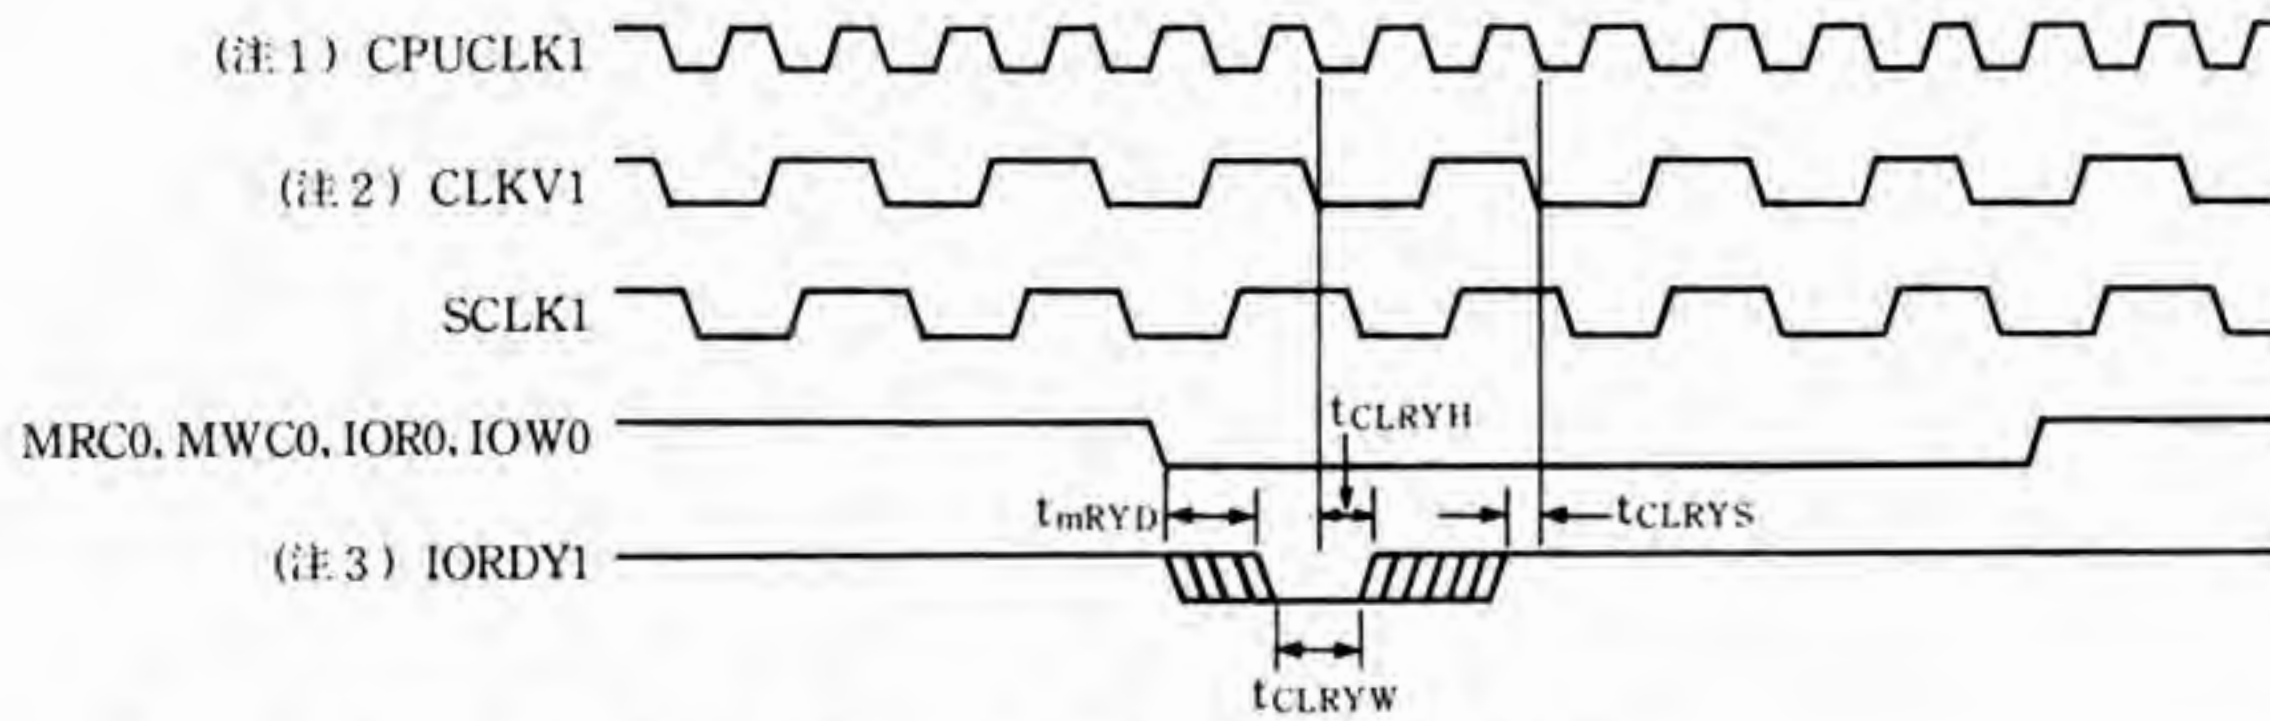 (注1) CPUCLK1
(注2) CLKV1
SCLK1
MRC0, MWC0, IOR0, IOW0
tCLRYH
tmRYD
tCLRYS
(注3) IORDY1
tCLRYW